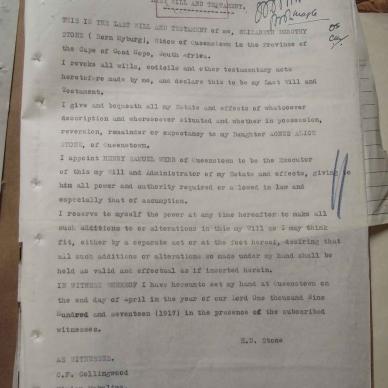 LAST WILL AND TESTAMENT.
THIS IS THE LAST WILL AND TESTAMENT of me, ELIZABETH DOROTHY
STONE ( Born Myburg), Widow of Queenstown in the Province of
the Cape of Good Hope, South Africa.
I revoke all wills, codicils and other testamentary acts
heretofore made by me, and declare this to be my Last Will and
Testament.
I give and bequeath all my Estate and effects of whatsoever
description and wheresoever situated and whether in possession,
reversion, remainder or expectancy to my Daughter AGNES ALICE
STONE, of Queenstown.
I appoint HENRY SAMUEL WEBB of Queenstown to be the Executor
of this my Will and Administrator of my Estate and effects, giving to
him all power and authority required or allowed in law and
especially that of assumption.
I reserve to myself the power at any time hereafter to make all
such additions to or alterations in this my Will as I may think
fit, either by a separate act or at the foot hereof, desiring that
all such additions or alterations so made under my hand shall be
held as valid and effectual as if inserted herein.
IN WITNESS WHEREOF I have hereunto set my hand at Queenstown
on the 2nd day of April in the year of our Lord One thousand Nine
Hundred and seventeen (1917) in the presence of the subscribed
witnesses.
E.D. Stone
AS WITNESSES.
C.F. Collingwood